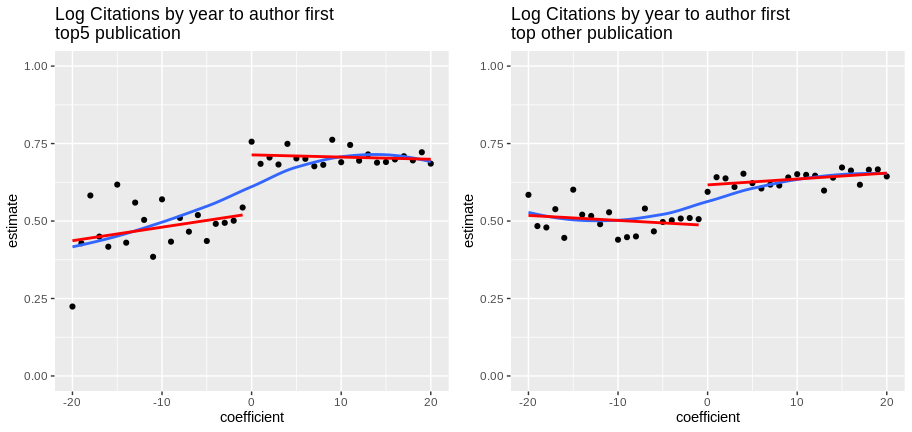 Log Citations by year to author first
top5 publication
1.00
0.75
0.50
0.25
0.00
estimate
-20
-10
0
10
20
coefficient
Log Citations by year to author first
top other publication
1.00
0.75
0.50
0.25
0.00
estimate
-20
-10
0
10
20
coefficient